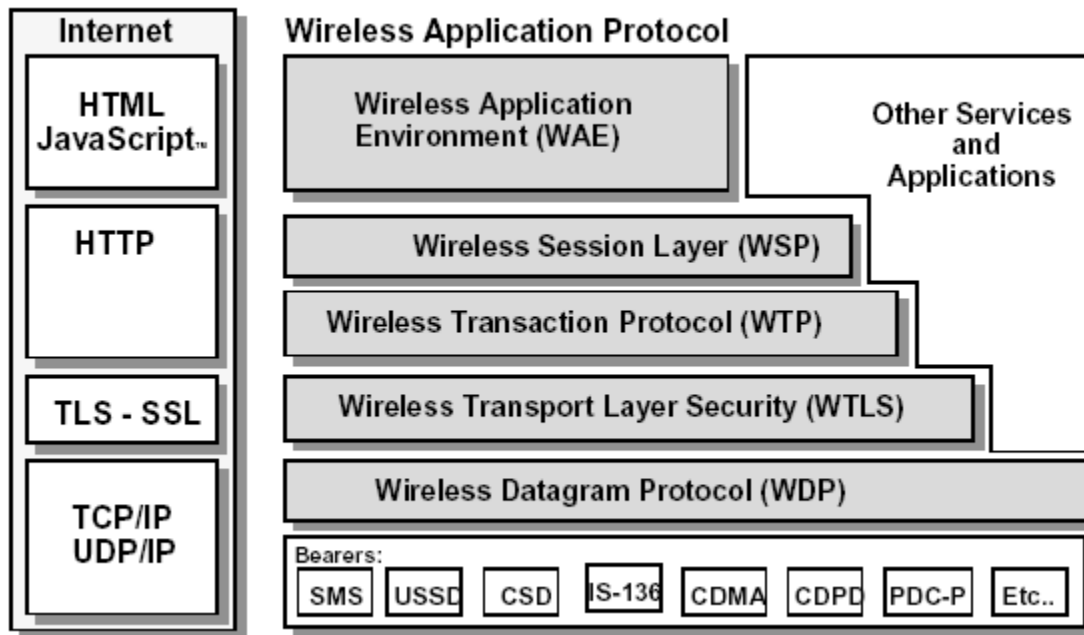 Internet
HTML
JavaScript™
HTTP
TLS - SSL
TCP/IP
UDP/IP
Wireless Application Protocol
Wireless Application
Environment (WAE)
Other Services
and
Applications
Wireless Session Layer (WSP)
Wireless Transaction Protocol (WTP)
Wireless Transport Layer Security (WTLS)
Wireless Datagram Protocol (WDP)
Bearers:
SMS USSD CSD IS-136 CDMA CDPD PDC-P Etc..